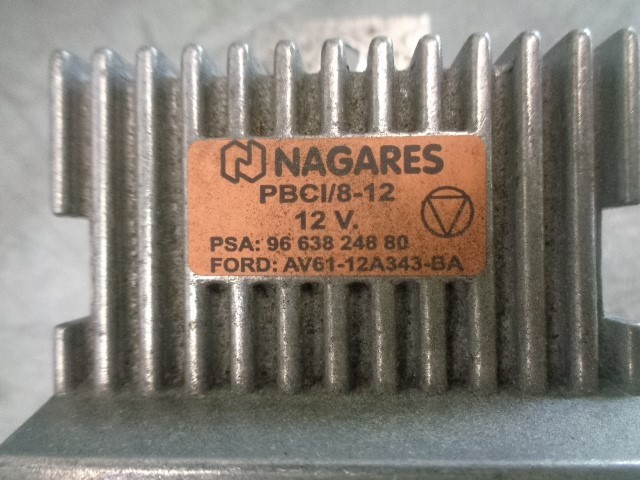 NAGARES
PBCI/8-12
12 V.
PSA: 96 638 248 80
FORD: AV61-12A343-BA